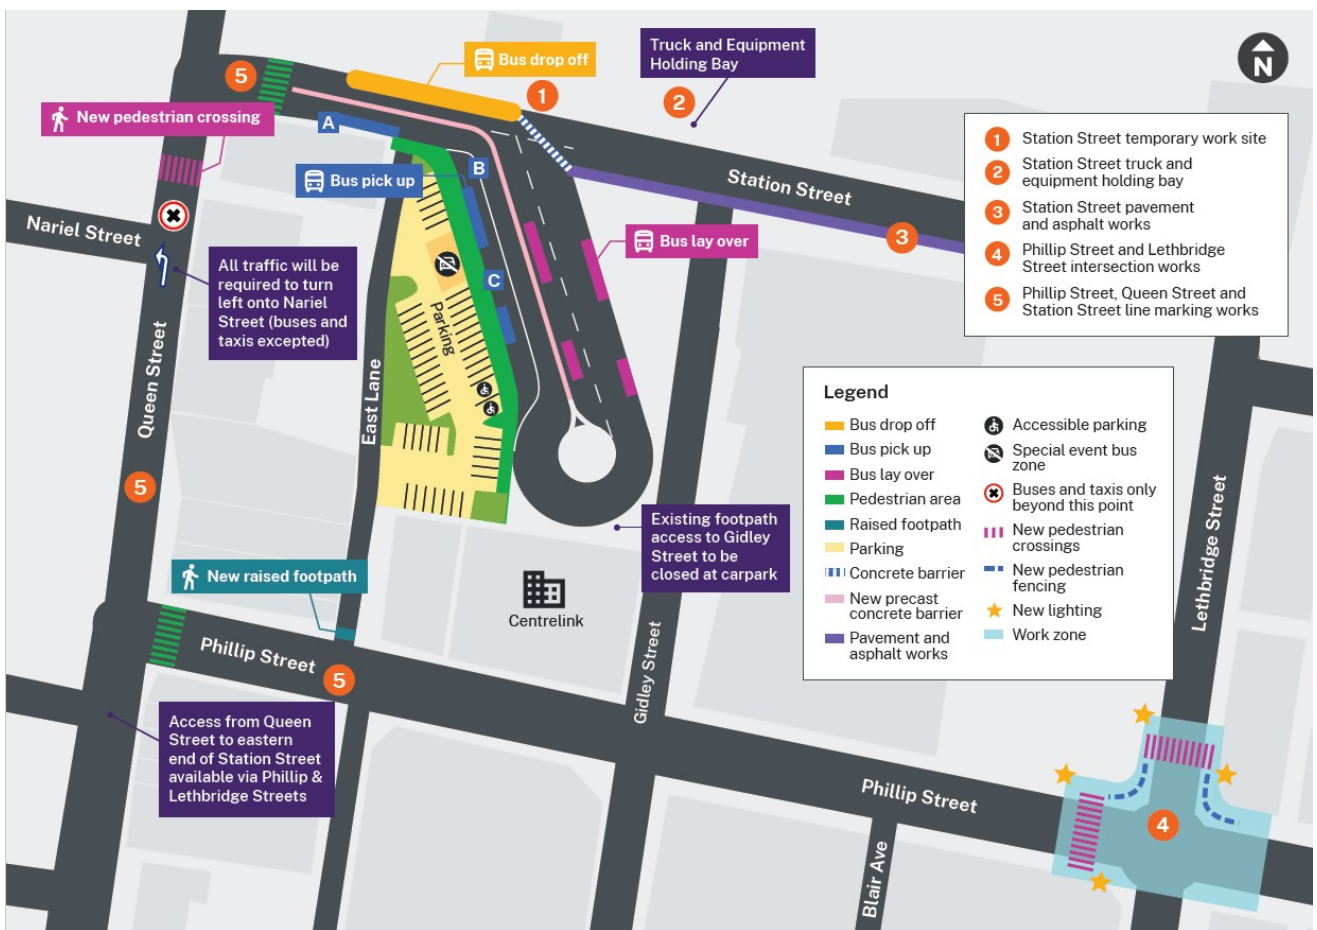 Bus drop off
1
Truck and Equipment
Holding Bay
2
N
5
New pedestrian crossing
A
B
Bus pick up
C
Station Street
Bus lay over
3
1 Station Street temporary work site
2 Station Street truck and
equipment holding bay
3 Station Street pavement
and asphalt works
4 Phillip Street and Lethbridge
Street intersection works
5 Phillip Street, Queen Street and
Station Street line marking works
Nariel Street
All traffic will be
required to turn
left onto Nariel
Street (buses and
taxis excepted)
Parking
Queen Street
East Lane
5
Legend
Bus drop off
Bus pick up
Bus lay over
Pedestrian area
Raised footpath
Parking
Concrete barrier
New precast
concrete barrier
Pavement and
asphalt works
Accessible parking
Special event bus
zone
Buses and taxis only
beyond this point
New pedestrian
crossings
New pedestrian
fencing
New lighting
Work zone
Existing footpath
access to Gidley
Street to be
closed at carpark
Lethbridge Street
New raised footpath
Centrelink
Phillip Street
5
Gidley Street
Access from Queen
Street to eastern
end of Station Street
available via Phillip &
Lethbridge Streets
Phillip Street
4
Blair Ave